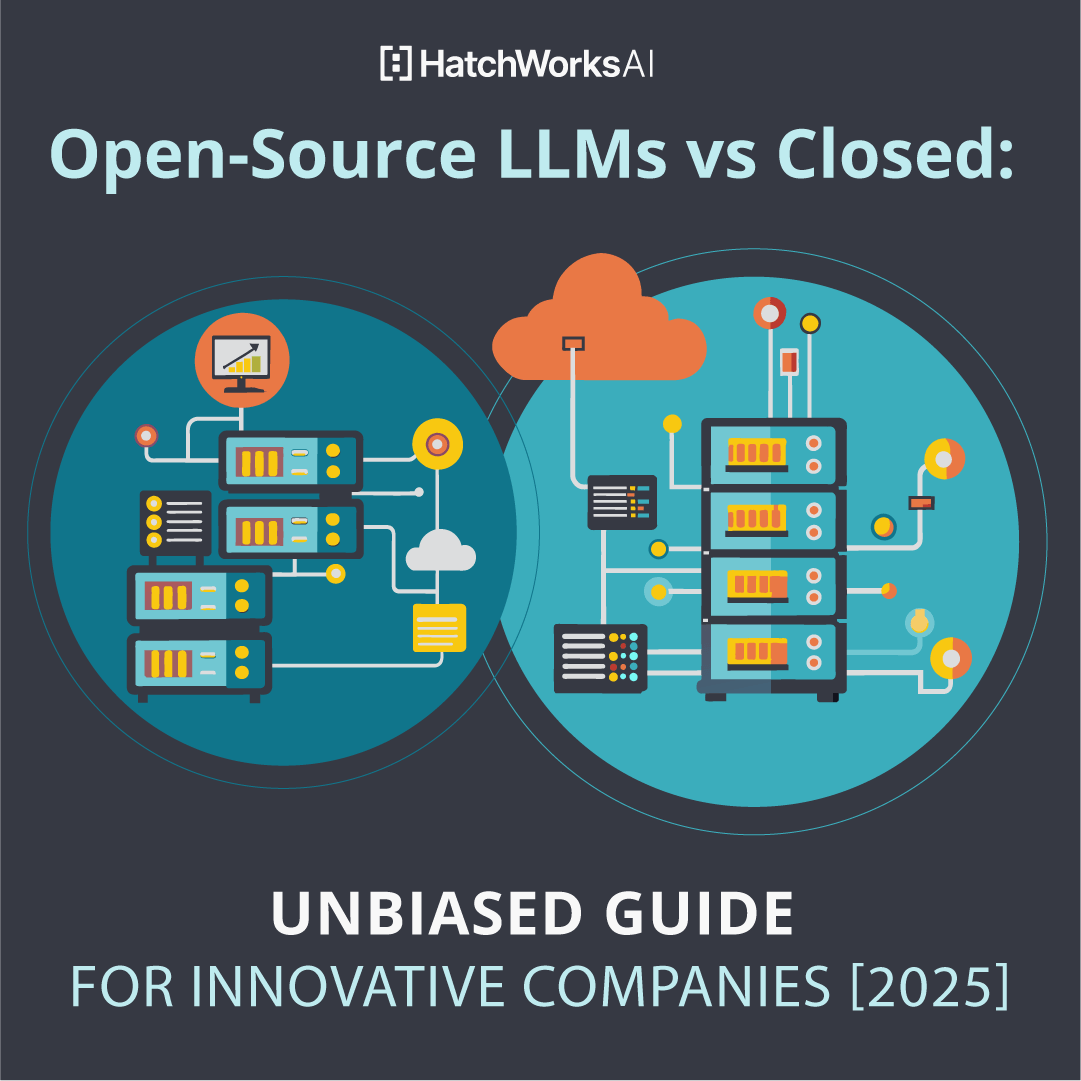 HatchWorksAI
Open-Source LLMs vs Closed:
UNBIASED GUIDE
FOR INNOVATIVE COMPANIES [2025]